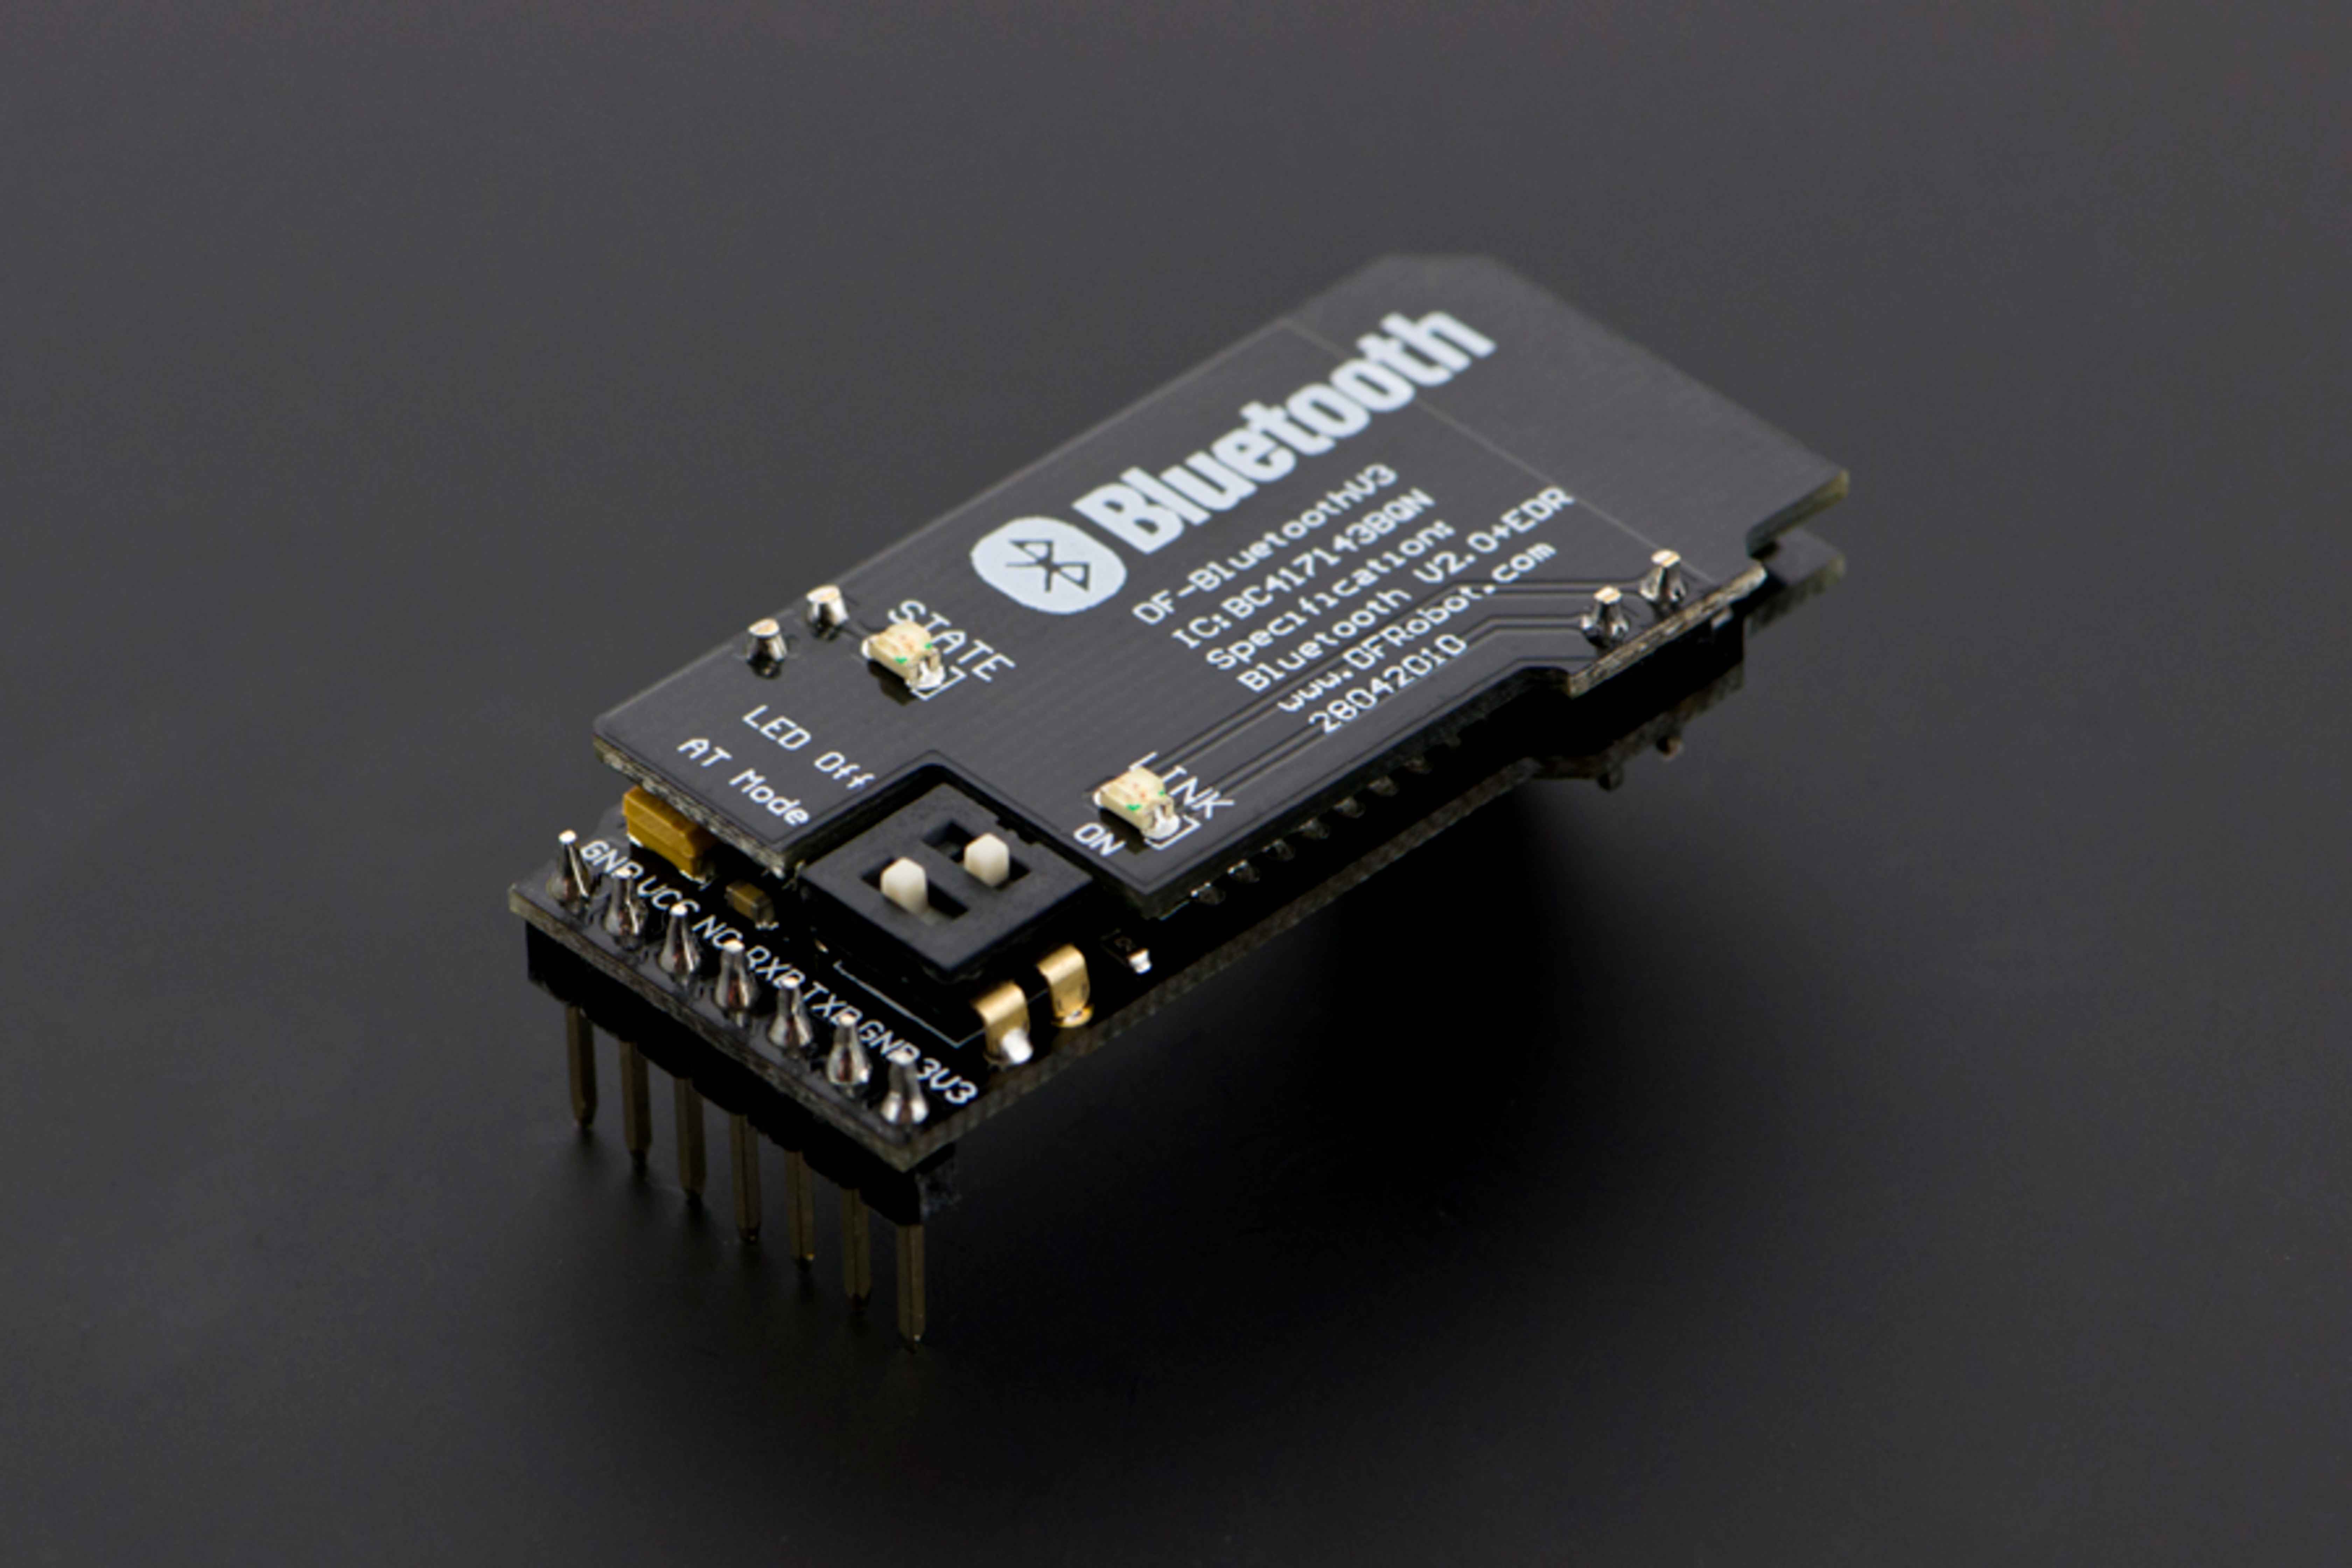 Bluetooth
DF-BluetoothV3
IC:BC417143BQN
Specification:
Bluetooth V2.0+EDR
www.DFRobot.com
28042010
STATE
LED Off
AT Mode
LINK
ON
GND VCC NC RXD TXD GND 3V3